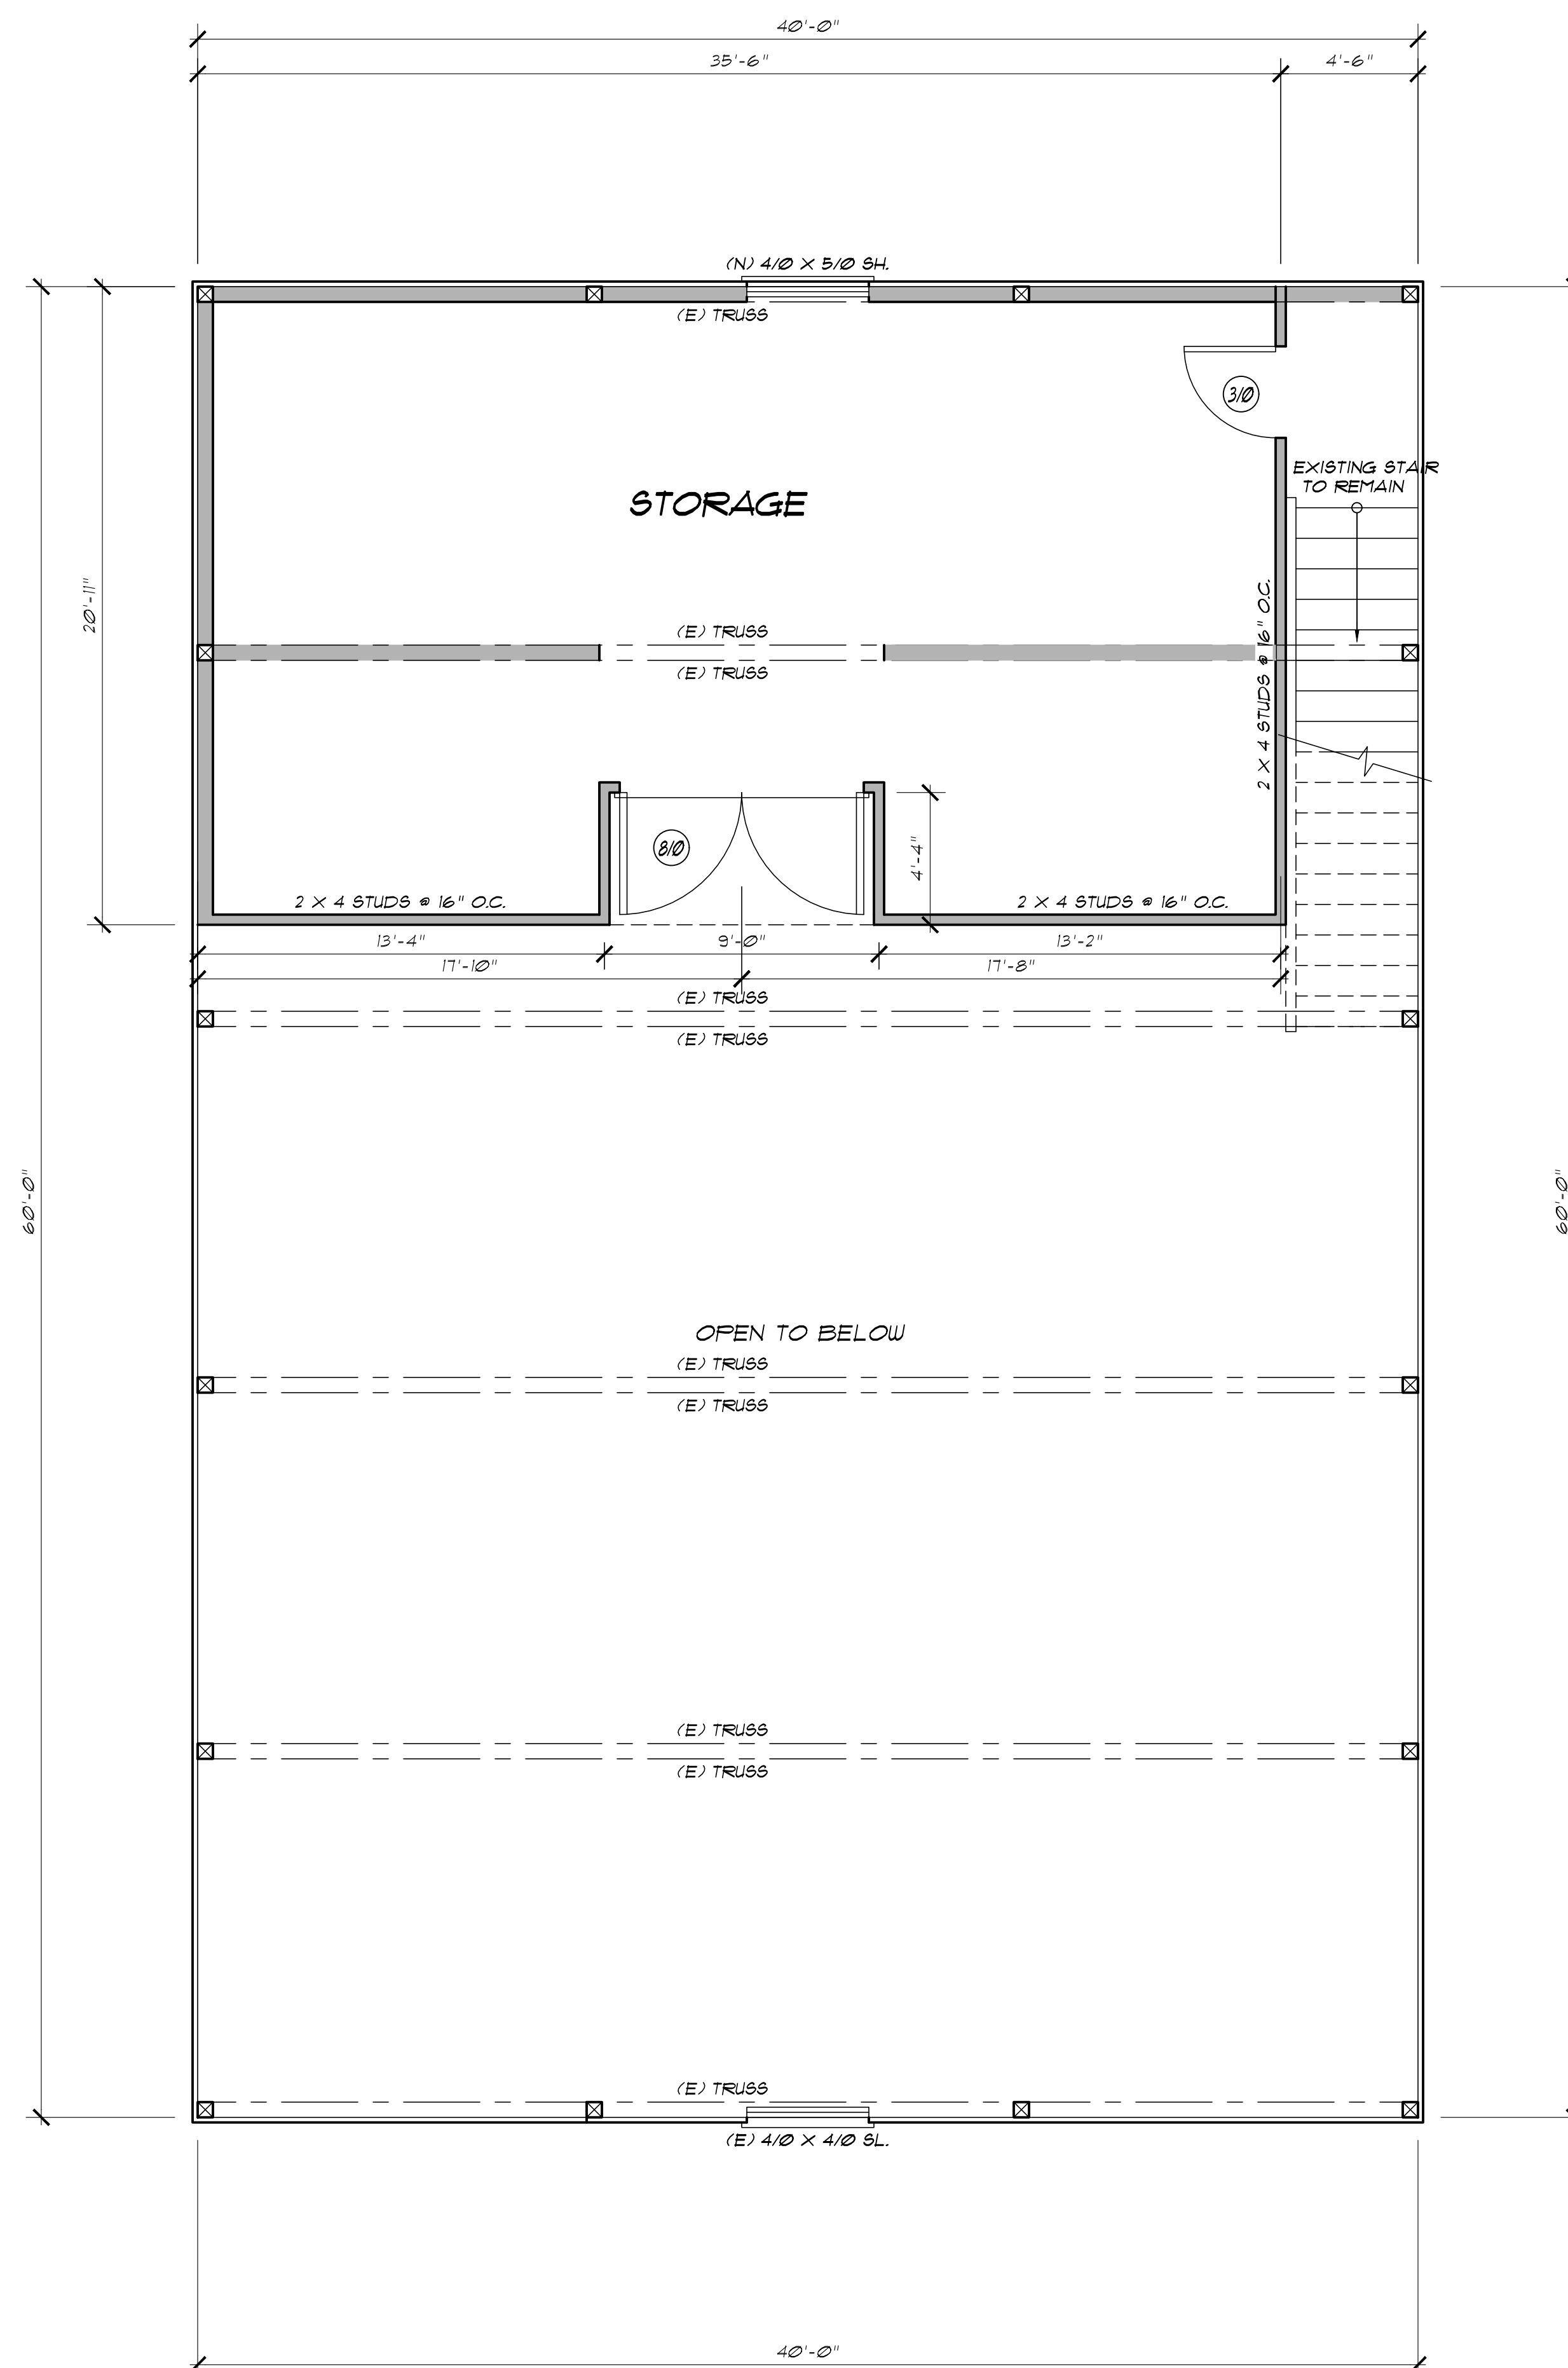 40'-0"
35'-6"
4'-6"
(N) 4/0 X 5/0 SH.
(E) TRUSS
3/0
EXISTING STAIR
TO REMAIN
STORAGE
20'-11"
2 X 4 STUDS @ 16" O.C.
(E) TRUSS
(E) TRUSS
8/0
4'-4"
2 X 4 STUDS @ 16" O.C.
2 X 4 STUDS @ 16" O.C.
13'-4"
9'-0"
13'-2"
17'-10"
17'-8"
(E) TRUSS
(E) TRUSS
60'-0"
60'-0"
OPEN TO BELOW
(E) TRUSS
(E) TRUSS
(E) TRUSS
(E) TRUSS
(E) TRUSS
(E) 4/0 X 4/0 SL.
40'-0"